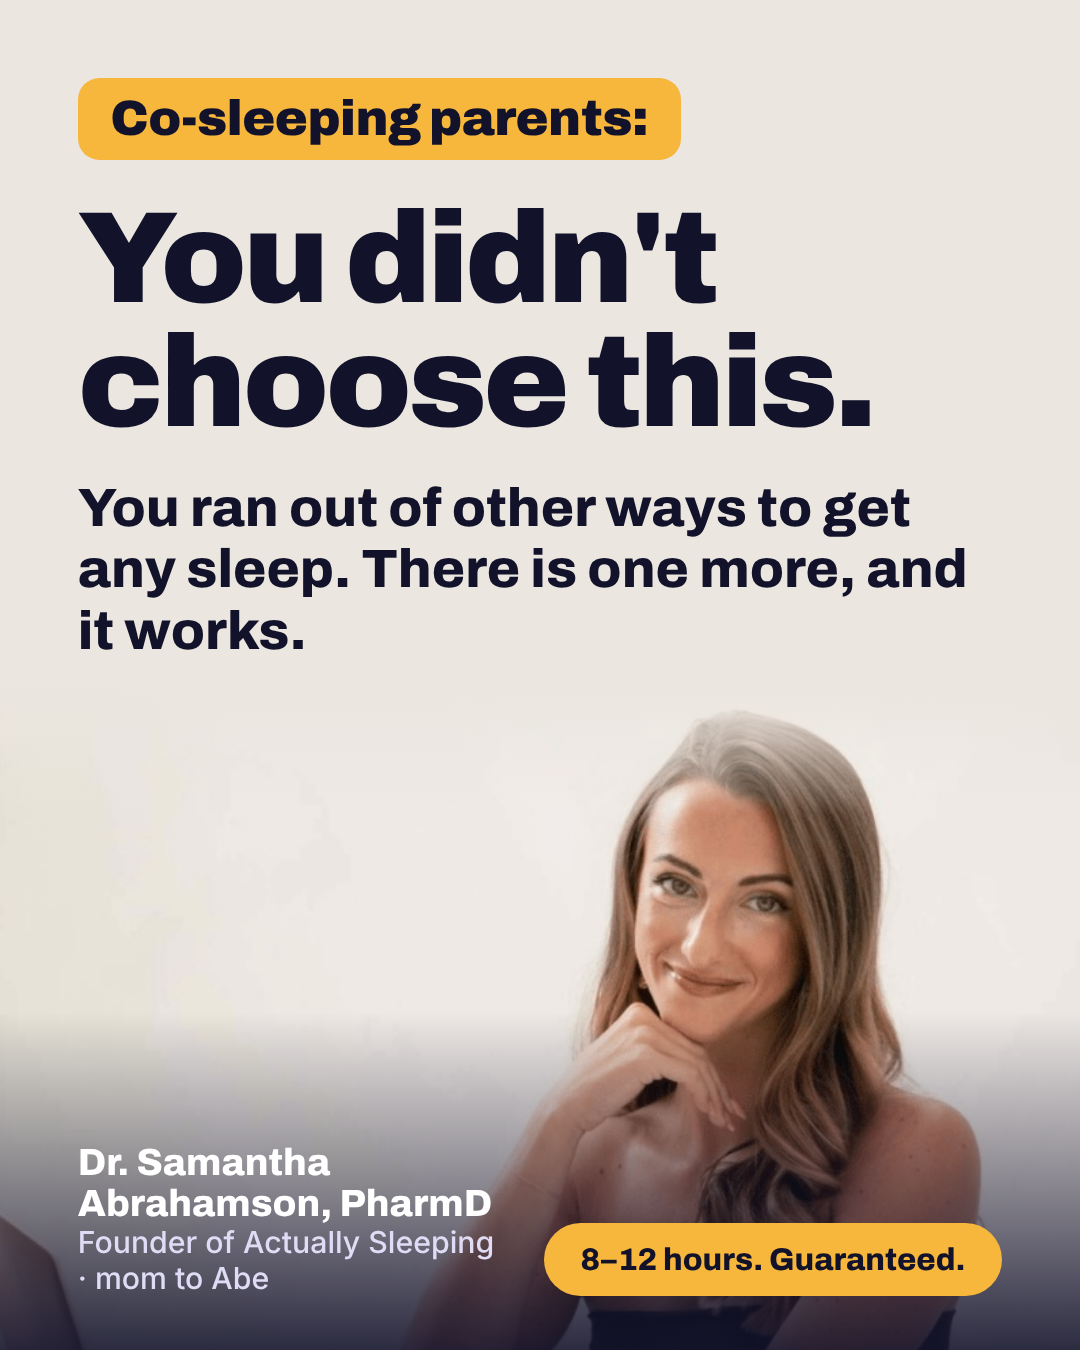 Co-sleeping parents:
You didn't
choose this.
You ran out of other ways to get
any sleep. There is one more, and
it works.
Dr. Samantha
Abrahamson, PharmD
Founder of Actually Sleeping
· mom to Abe
8–12 hours. Guaranteed.